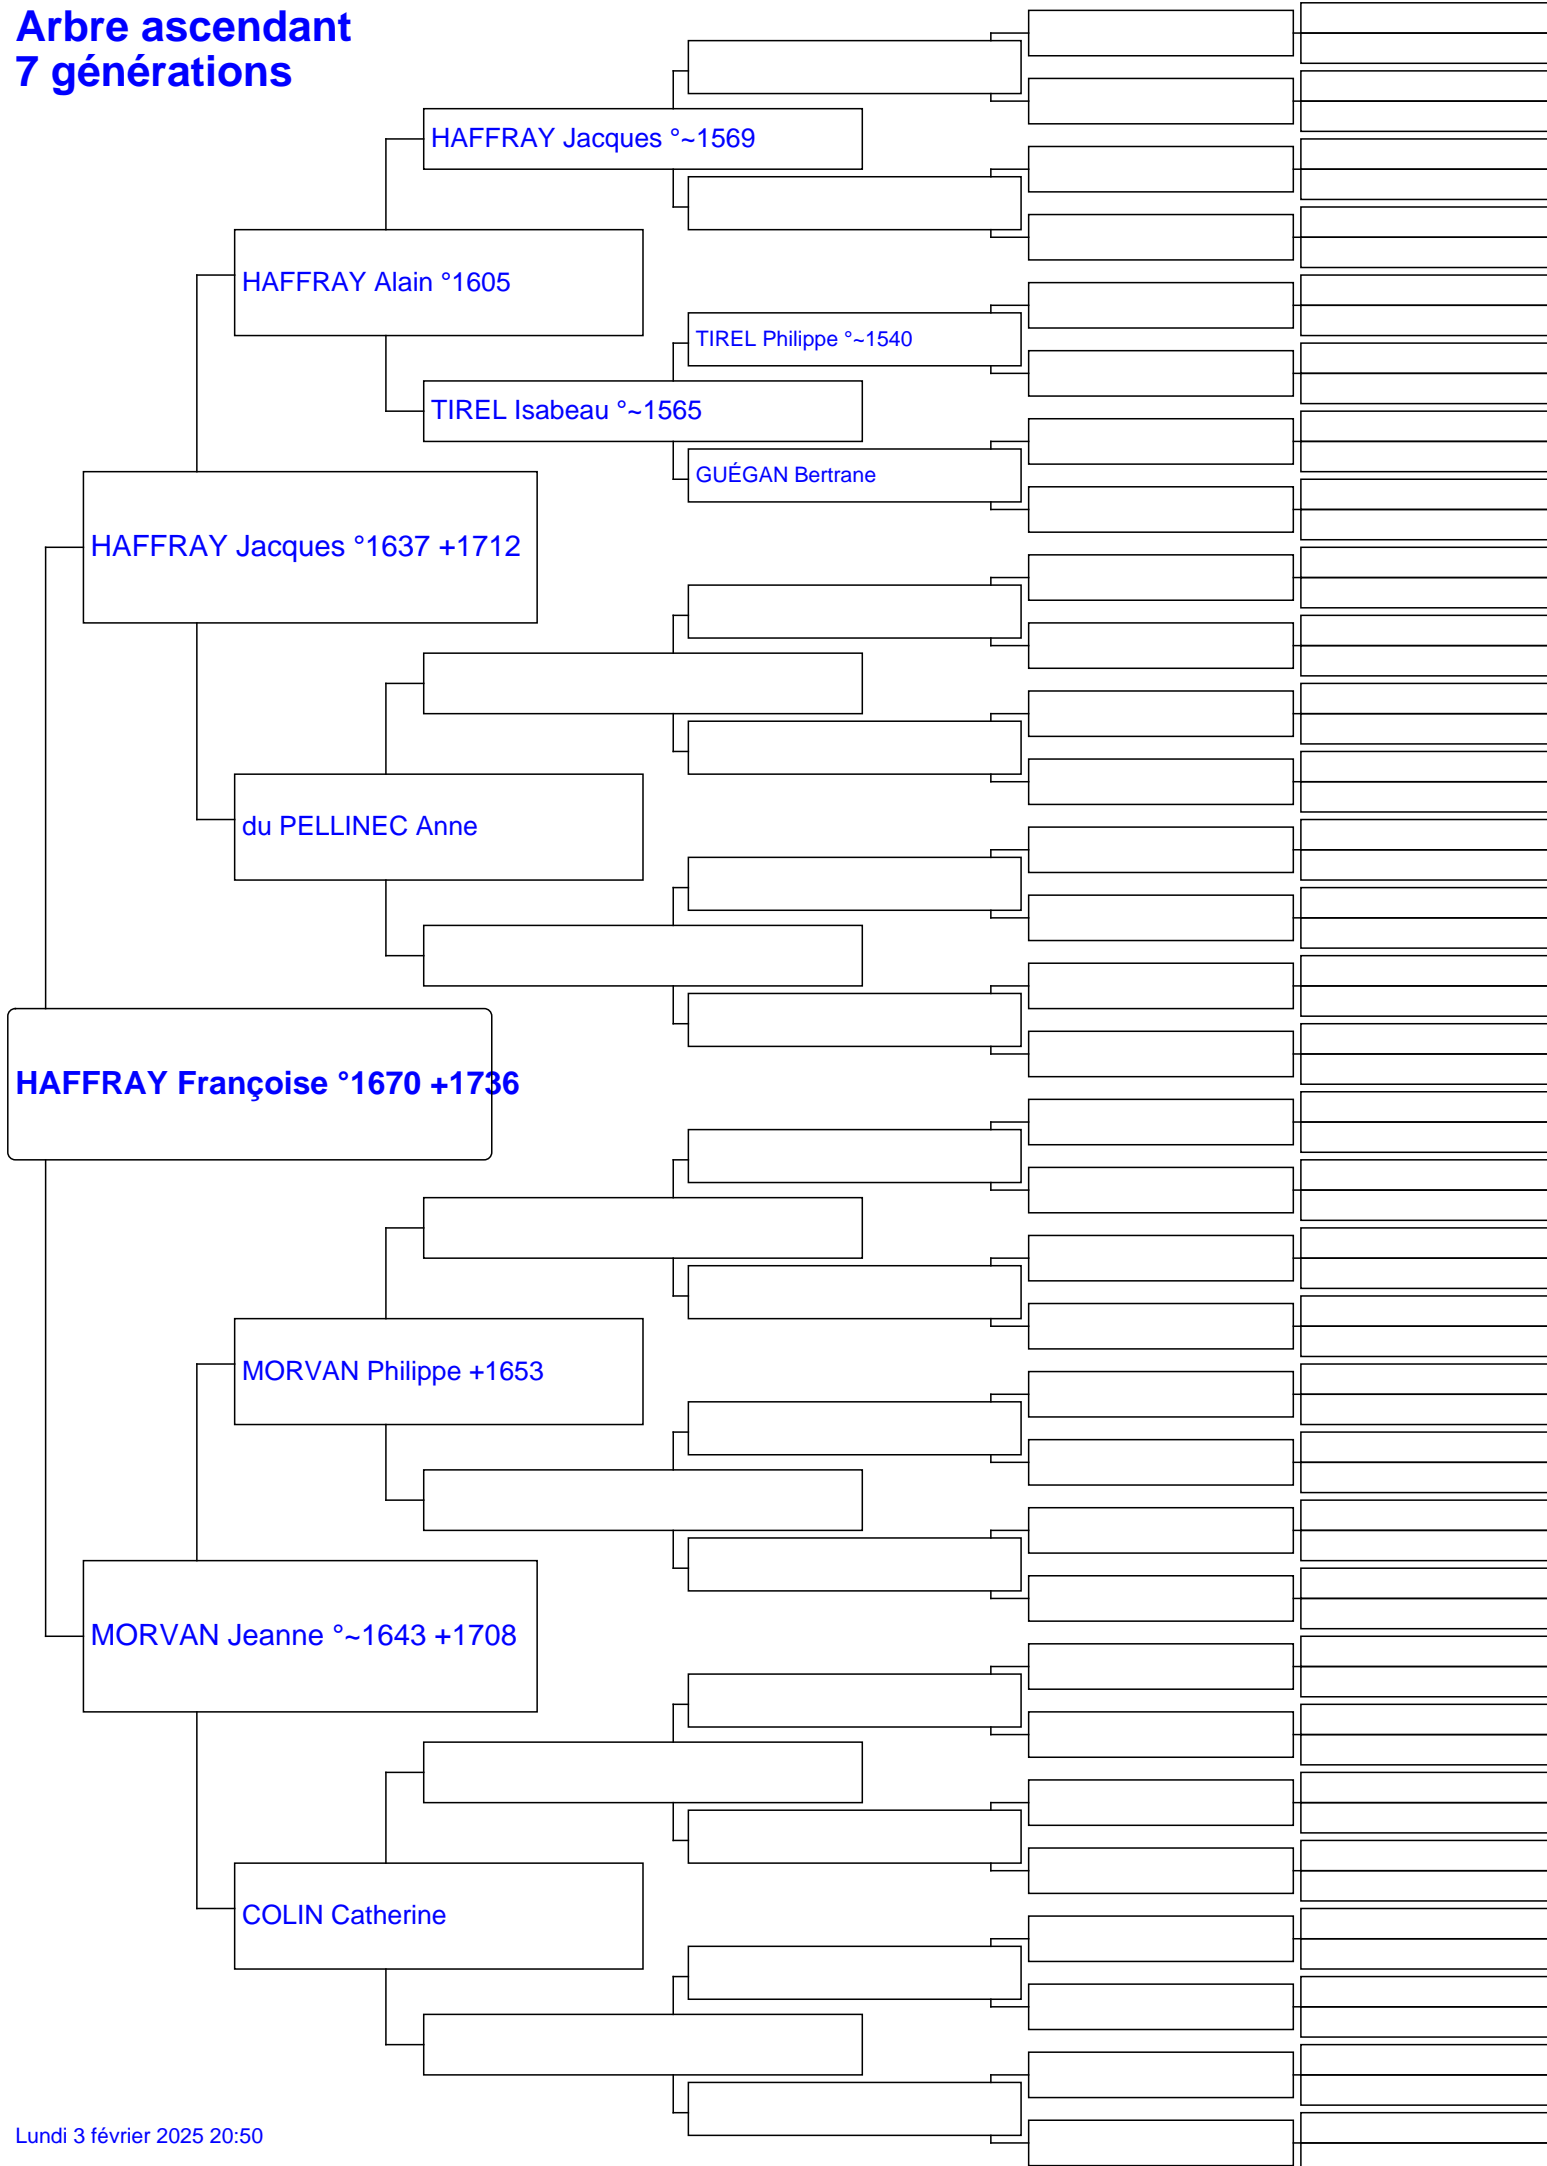 Arbre ascendant
7 générations
HAFFRAY Jacques °~1569
HAFFRAY Alain °1605
TIREL Philippe °~1540
TIREL Isabeau °~1565
GUÉGAN Bertrane
HAFFRAY Jacques °1637 +1712
du PELLINEC Anne
HAFFRAY Françoise °1670 +1736
MORVAN Philippe +1653
MORVAN Jeanne °~1643 +1708
COLIN Catherine
Lundi 3 février 2025 20:50